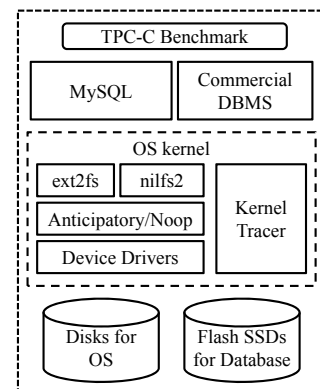 TPC-C Benchmark
MySQL
Commercial
DBMS
OS kernel
ext2fs
nilfs2
Anticipatory/Noop
Device Drivers
Kernel
Tracer
Disks for
OS
Flash SSDs
for Database